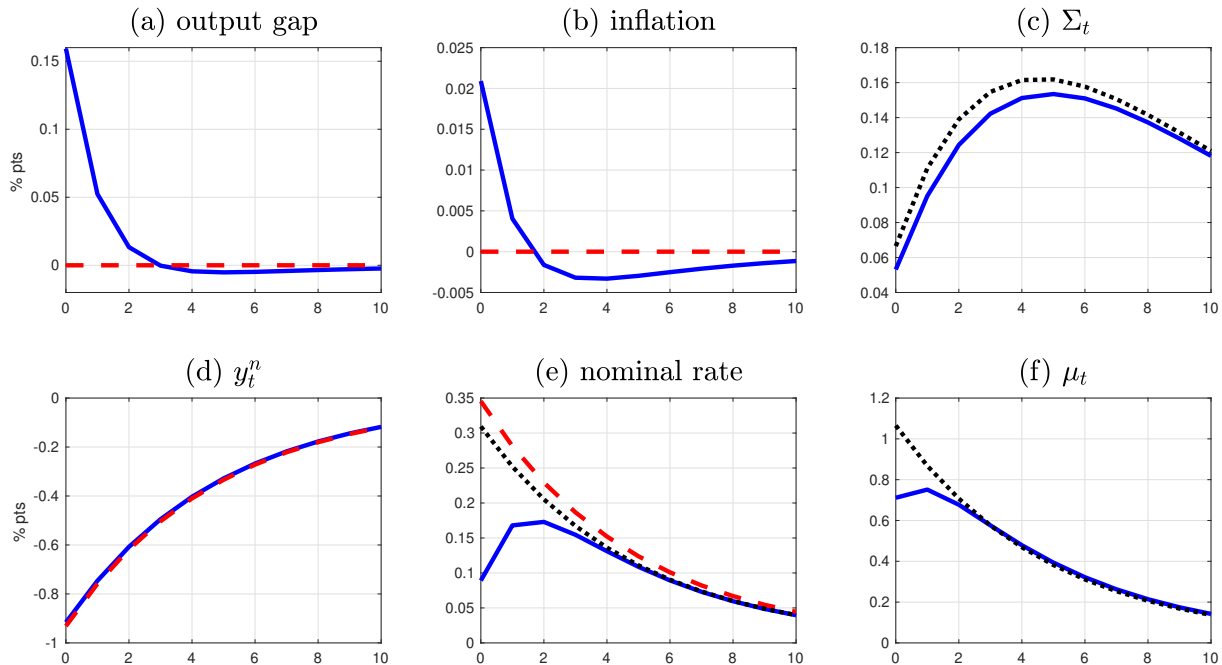 (a) output gap
(b) inflation
(c) Σ_t
% pts
0.15
0.1
0.05
0
0 2 4 6 8 10
0.025
0.02
0.015
0.01
0.005
0
-0.005
0 2 4 6 8 10
0.18
0.16
0.14
0.12
0.1
0.08
0.06
0.04
0 2 4 6 8 10
(d) y_t^n
(e) nominal rate
(f) μ_t
% pts
0
-0.2
-0.4
-0.6
-0.8
-1
0 2 4 6 8 10
0.35
0.3
0.25
0.2
0.15
0.1
0.05
0
0 2 4 6 8 10
1.2
1
0.8
0.6
0.4
0.2
0
0 2 4 6 8 10